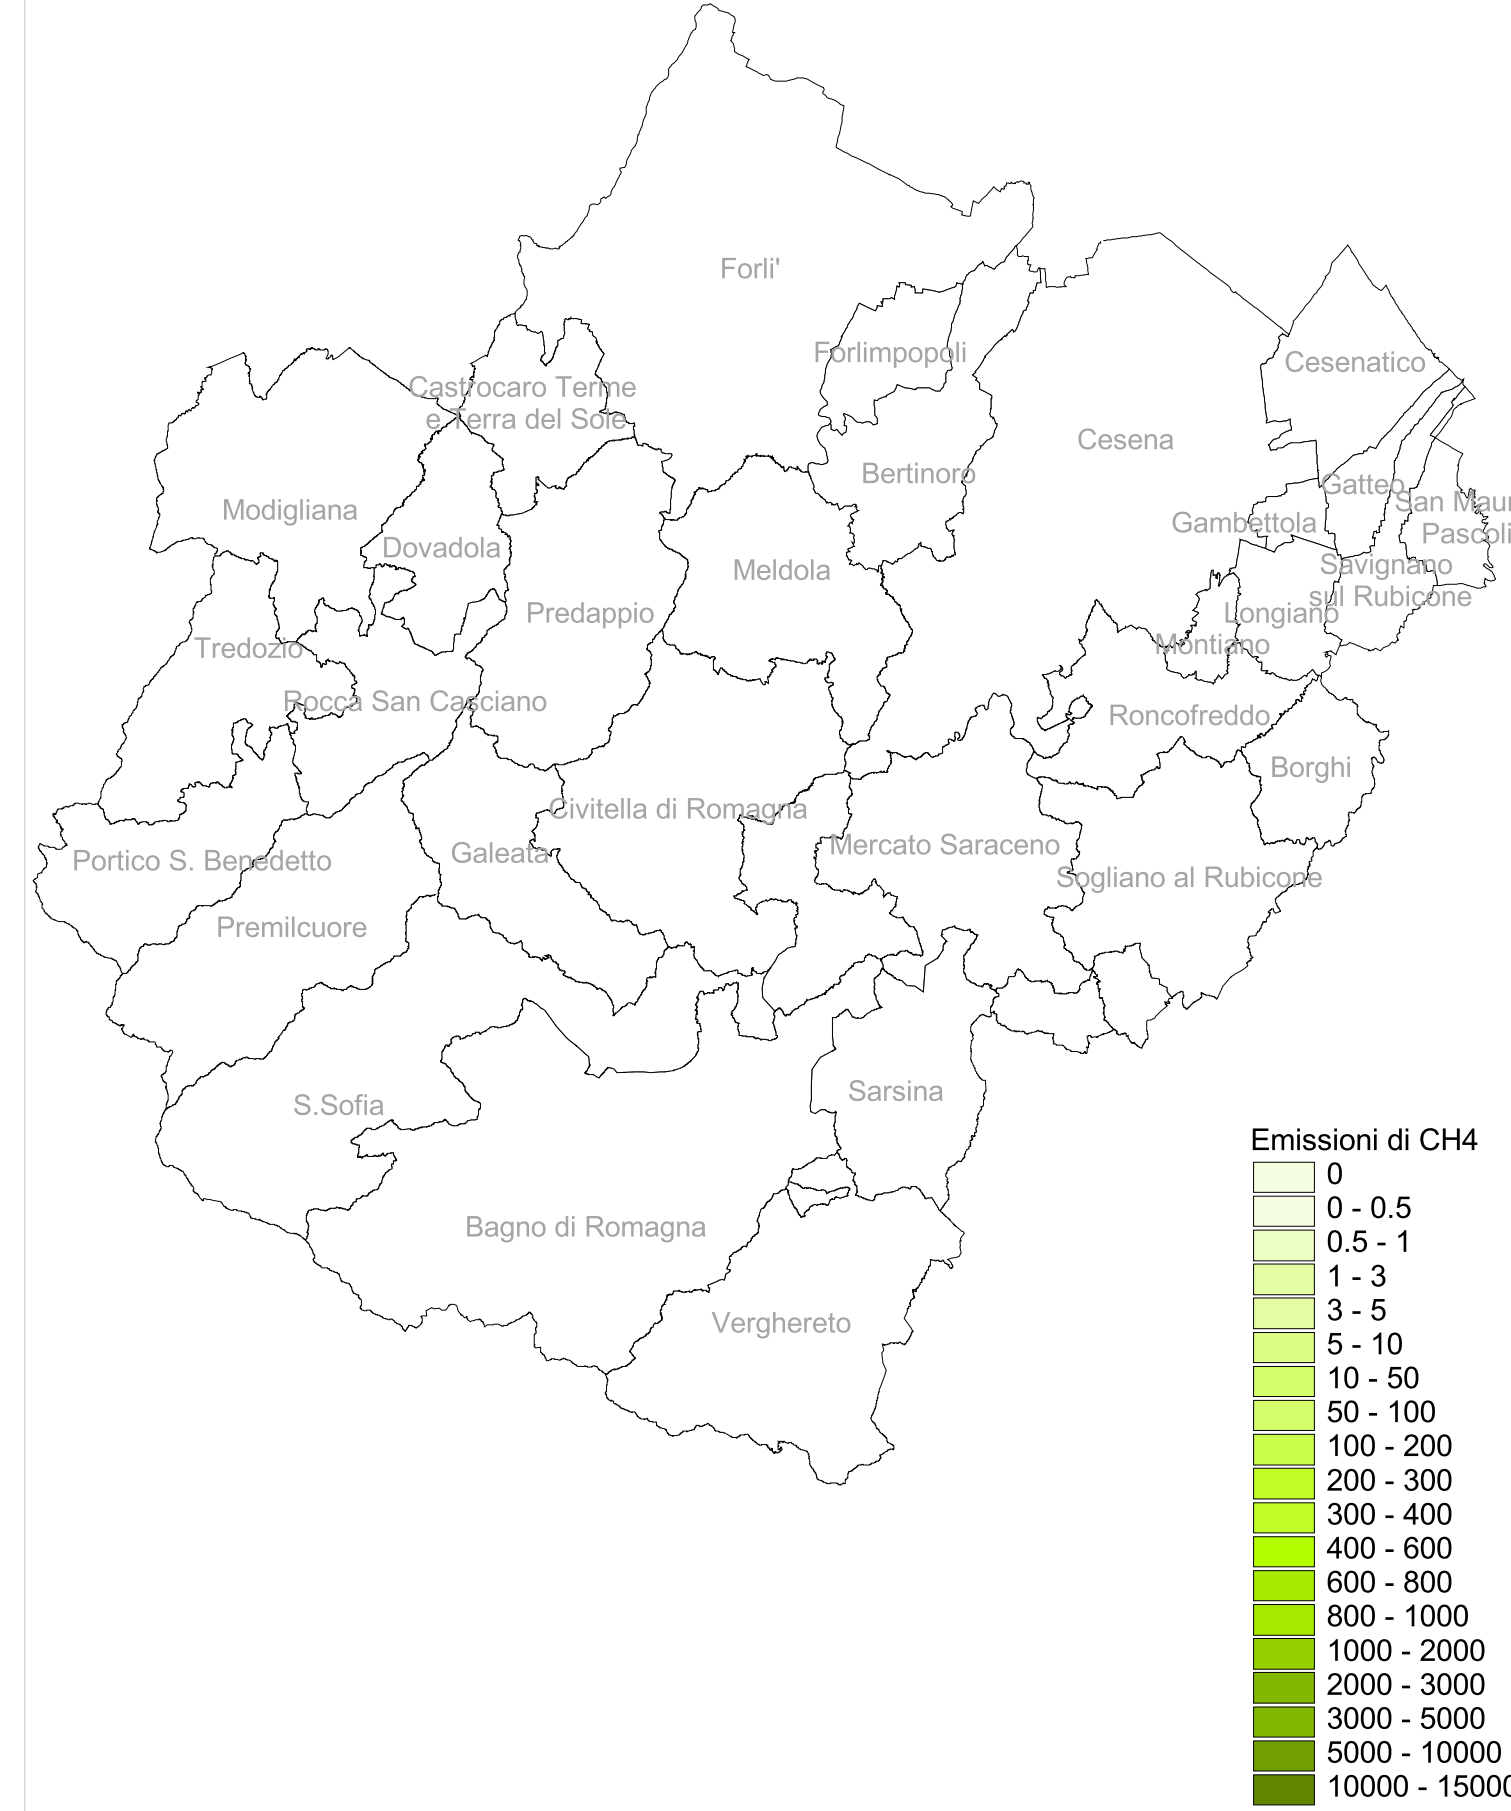 Forli'
Forlimpopoli
Cesenatico
Castrocaro Terme
e Terra del Sole
Cesena
Bertinoro
Gatteo
San Maur
Pascoli
Modigliana
Gambettola
Dovadola
Meldola
Savignano
sul Rubicone
Predappio
Longiano
Montiano
Tredozio
Rocca San Casciano
Roncofreddo
Borghi
Civitella di Romagna
Mercato Saraceno
Galeata
Portico S. Benedetto
Sogliano al Rubicone
Premilcuore
Sarsina
S.Sofia
Bagno di Romagna
Verghereto
Emissioni di CH4
0
0 - 0.5
0.5 - 1
1 - 3
3 - 5
5 - 10
10 - 50
50 - 100
100 - 200
200 - 300
300 - 400
400 - 600
600 - 800
800 - 1000
1000 - 2000
2000 - 3000
3000 - 5000
5000 - 10000
10000 - 15000